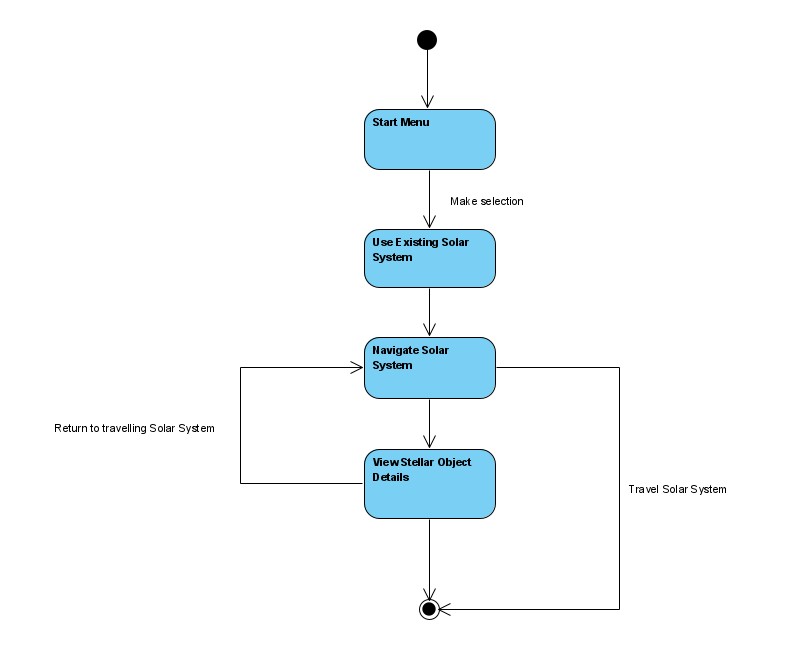 Start Menu
Make selection
Use Existing Solar
System
Navigate Solar
System
Return to travelling Solar System
View Stellar Object
Details
Travel Solar System